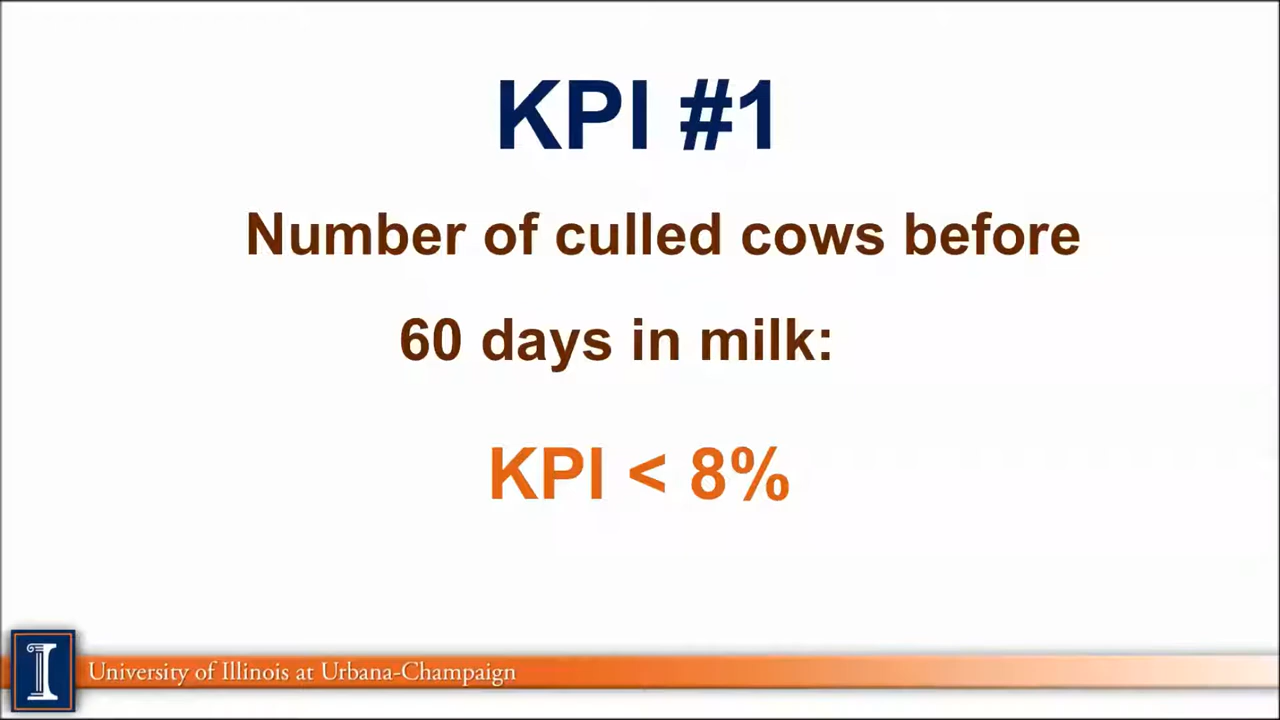 KPI #1
Number of culled cows before
60 days in milk:
KPI < 8%
I
University of Illinois at Urbana-Champaign